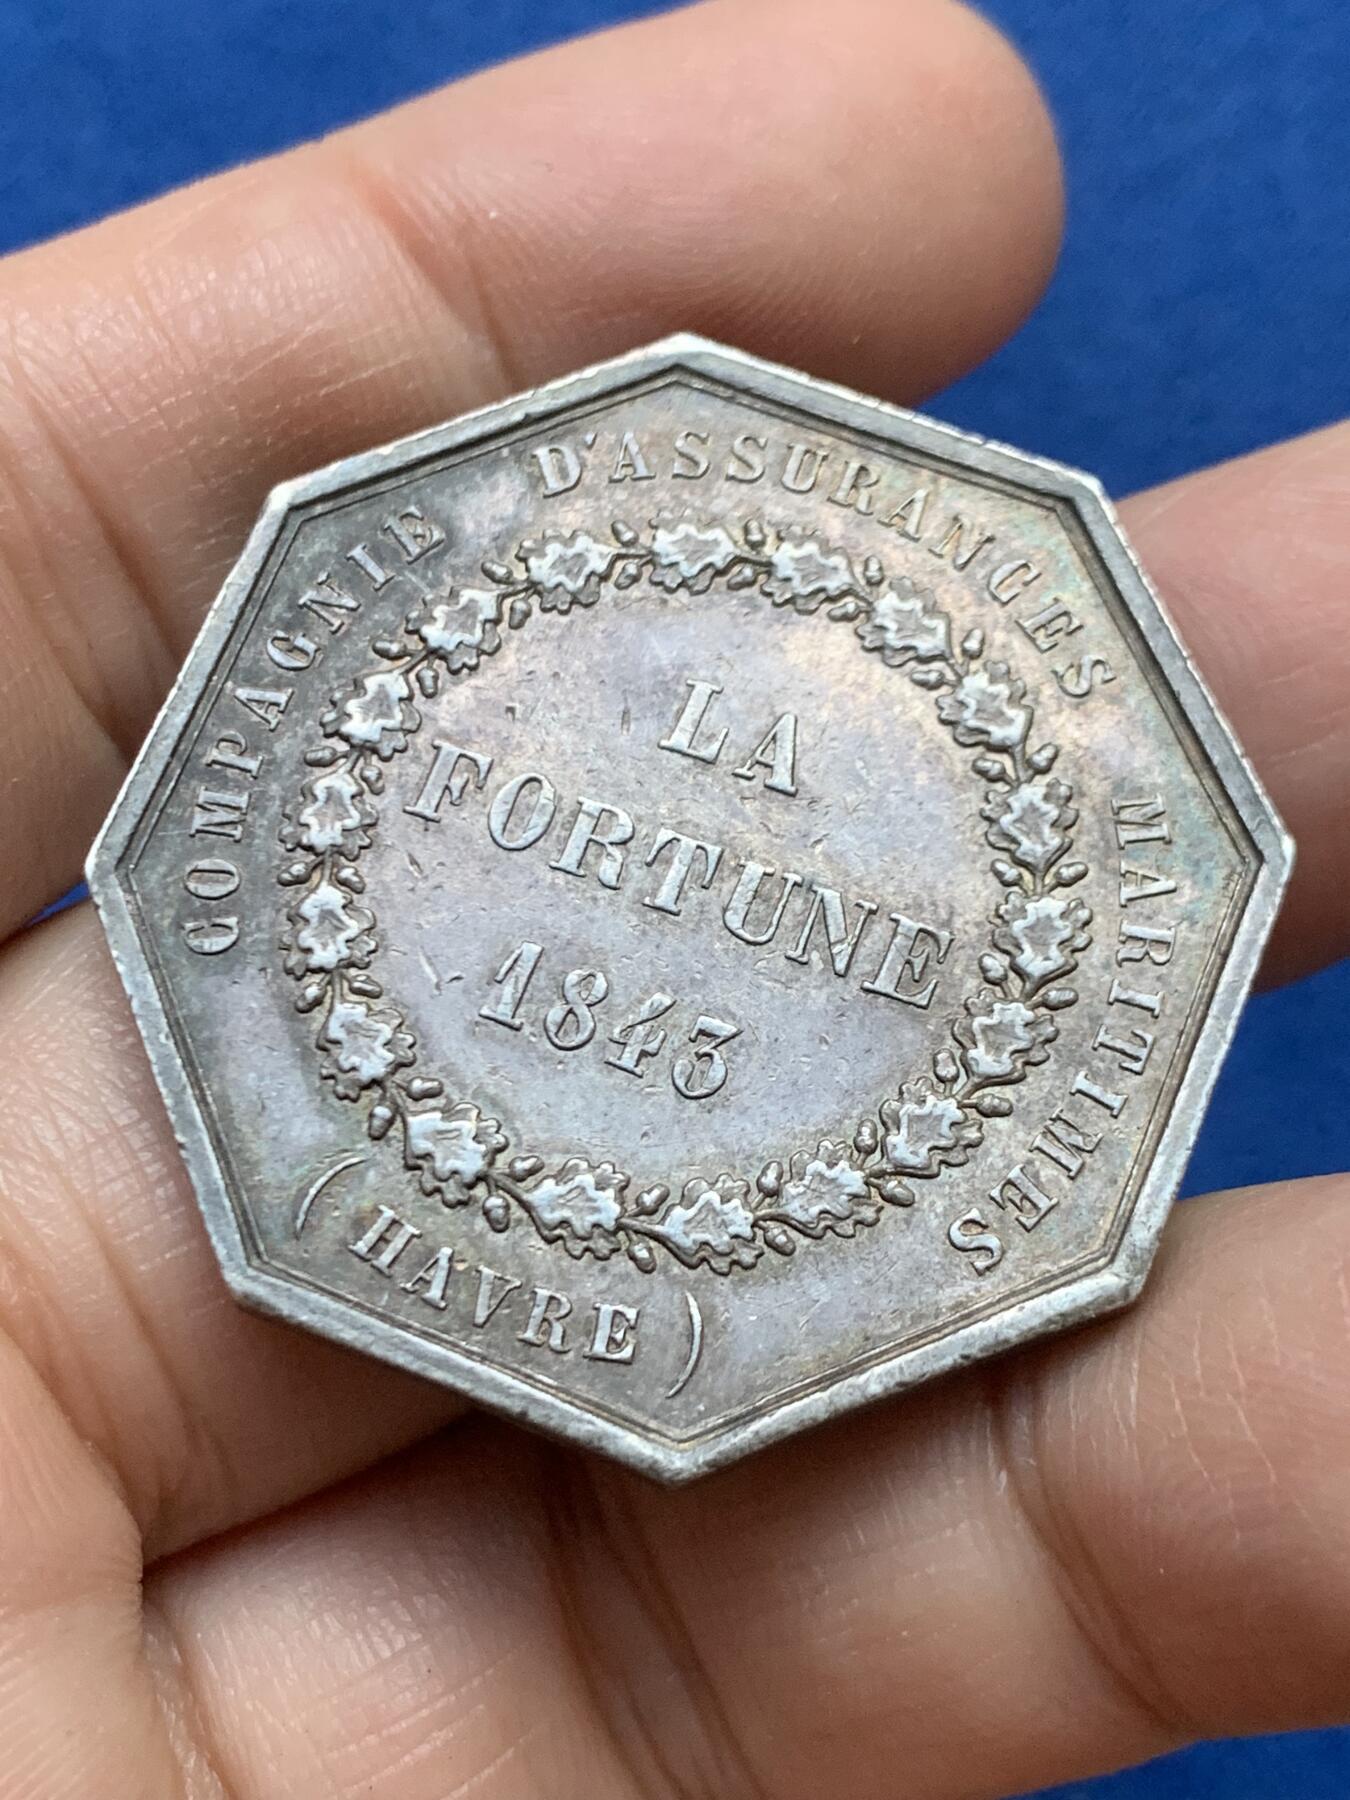 COMPAGNIE D'ASSURANCES MARITIMES
LA
FORTUNE
1843
(HAVRE)